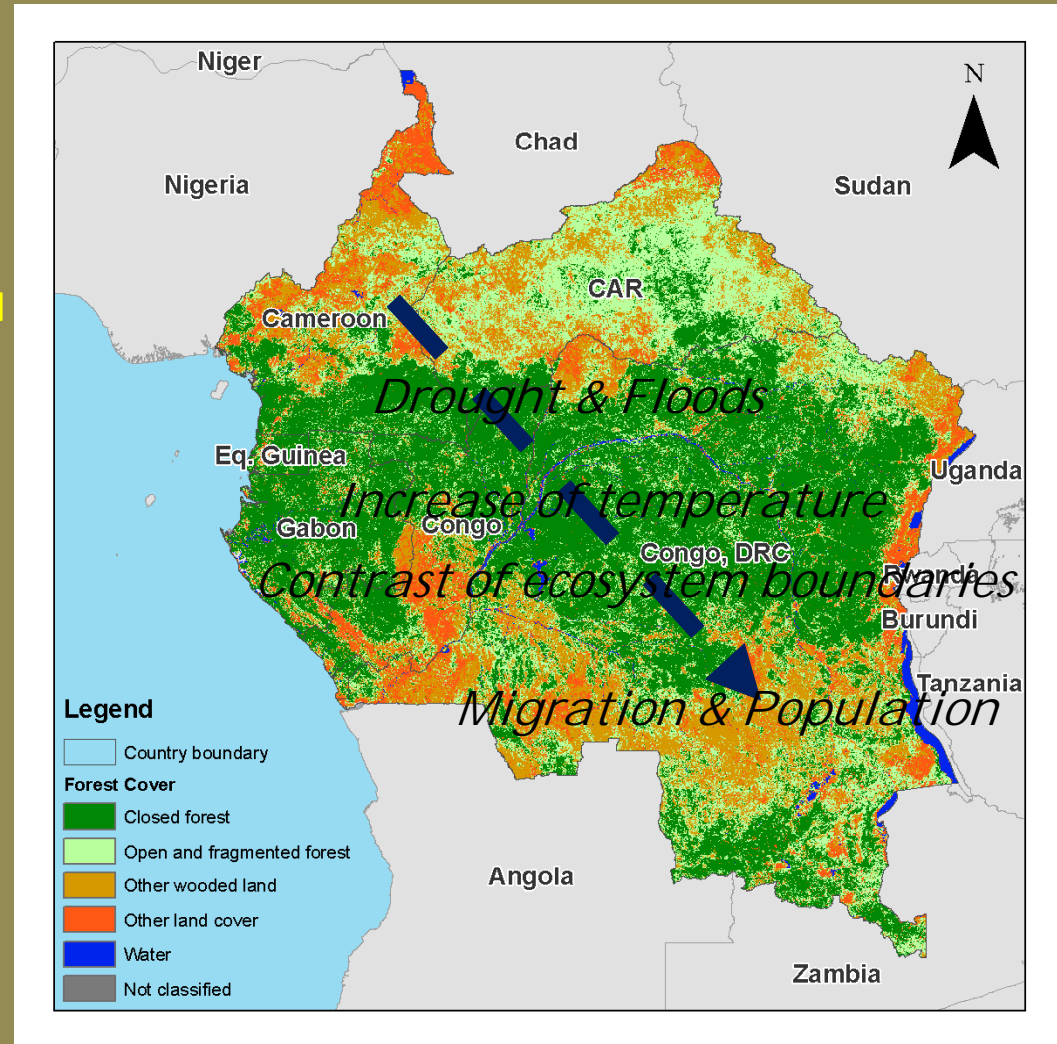 Niger
N
Chad
Nigeria
Sudan
CAR
Cameroon
Drought & Floods
Eq. Guinea
Uganda
Increase of temperature
Gabon
Congo
Congo, DRC
Contrast of ecosystem boundaries
Rwanda
Burundi
Tanzania
Migration & Population
Angola
Zambia
Legend
Country boundary
Forest Cover
Closed forest
Open and fragmented forest
Other wooded land
Other land cover
Water
Not classified